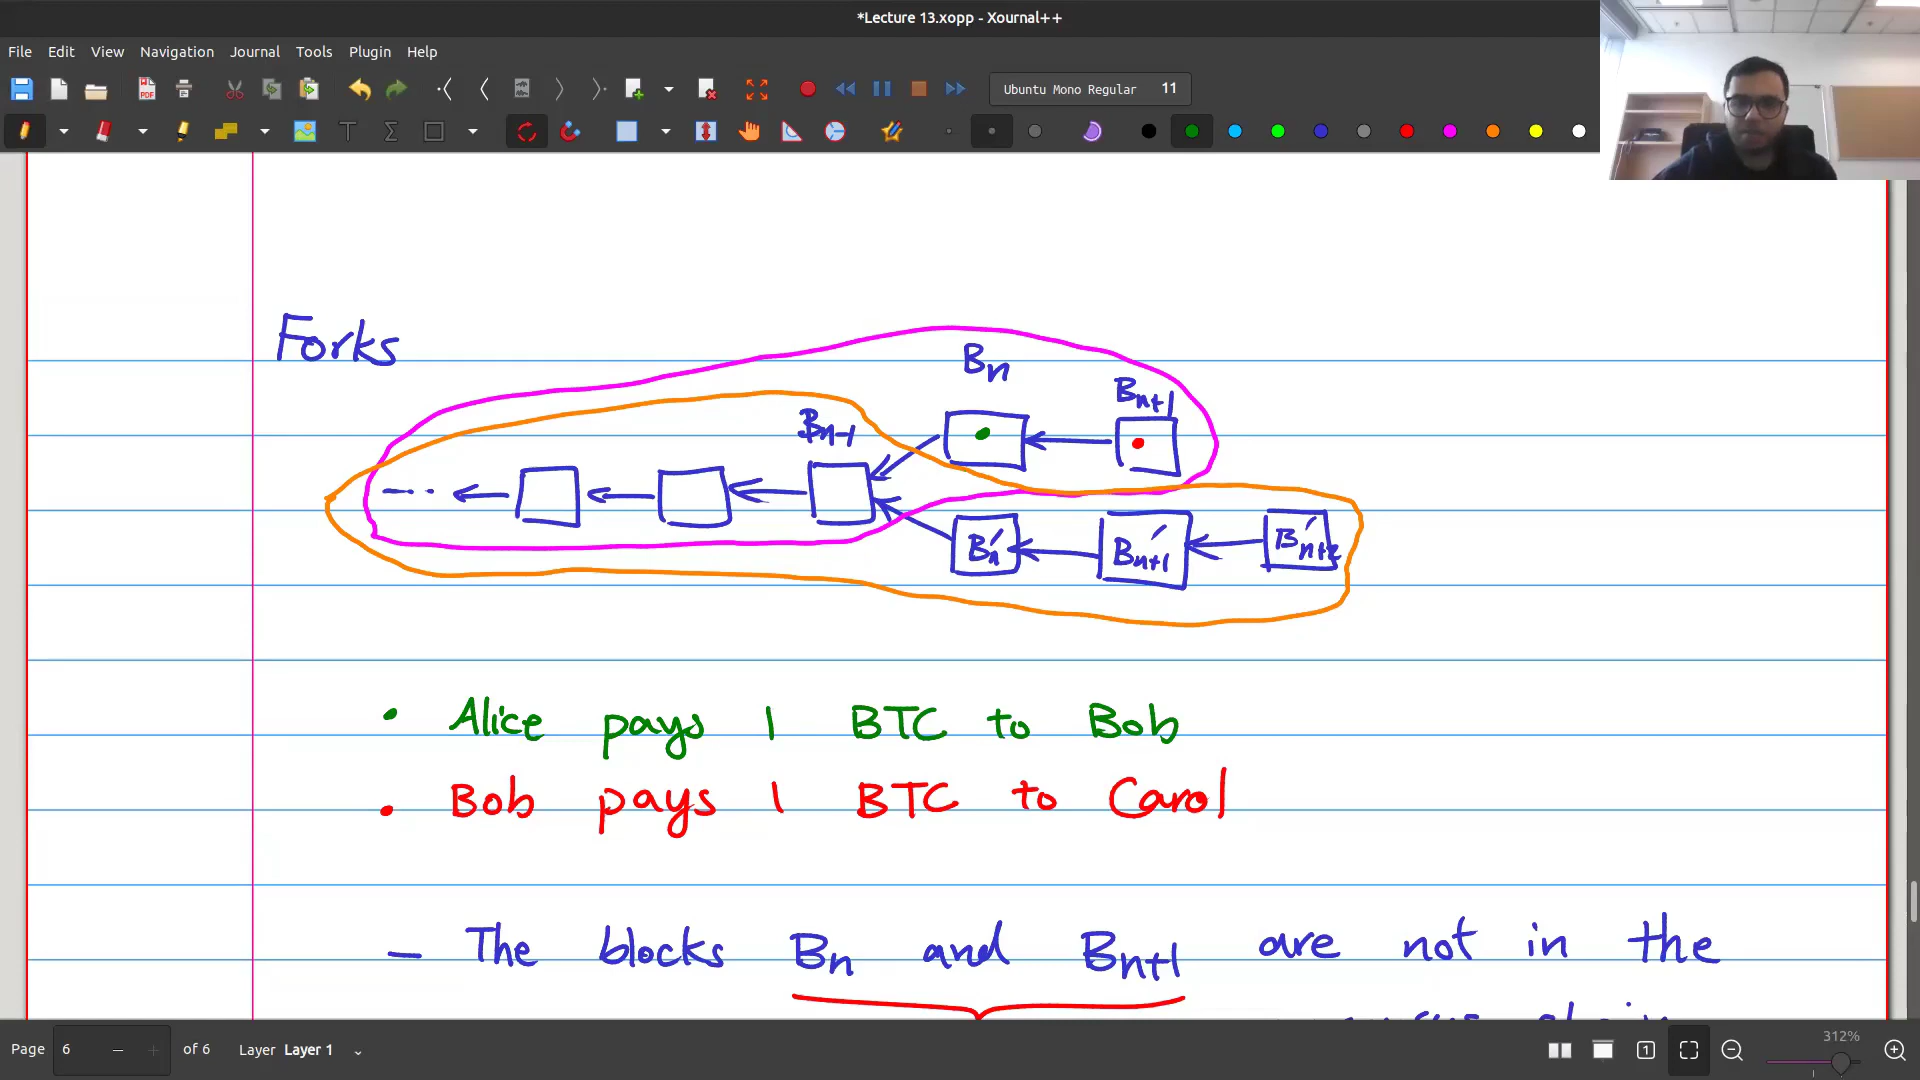 *Lecture 13.xopp - Xournal++
File Edit View Navigation Journal Tools Plugin Help
PDF Ubuntu Mono Regular 11
Forks
Bn
Bn+1
Bn-1
B'n B'n+1 B'n+2
• Alice pays 1 BTC to Bob
• Bob pays 1 BTC to Carol
– The blocks Bn and Bn+1 are not in the
Page 6 of 6 Layer Layer 1 312%